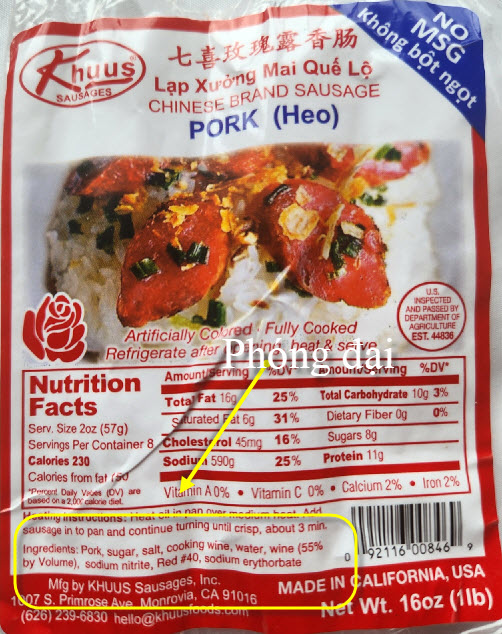 NO
MSG
Không bột ngọt
Khuus®
SAUSAGES
七喜玫瑰露香肠
Lạp Xưởng Mai Quế Lộ
CHINESE BRAND SAUSAGE
PORK (Heo)
U.S.
INSPECTED
AND PASSED BY
DEPARTMENT OF
AGRICULTURE
EST. 44836
Artificially Colored · Fully Cooked
Refrigerate after heat & serve
Phong dai
Nutrition
Facts
Serv. Size 2oz (57g)
Servings Per Container 8
Calories 230
Calories from fat 150
*Percent Daily Values (DV) are
based on a 2,000 calorie diet.
Amount/Serving %DV* Amount/Serving %DV*
Total Fat 16g 25% Total Carbohydrate 10g 3%
Saturated Fat 6g 31% Dietary Fiber 0g 0%
Cholesterol 45mg 16% Sugars 8g
Sodium 590g 25% Protein 11g
Vitamin A 0% • Vitamin C 0% • Calcium 2% • Iron 2%
Heating Instructions: Heat oil in pan over medium heat. Add
sausage in to pan and continue turning until crisp, about 3 min.
Ingredients: Pork, sugar, salt, cooking wine, water, wine (55%
by Volume), sodium nitrite, Red #40, sodium erythorbate
Mfg by KHUUS Sausages, Inc.
1007 S. Primrose Ave. Monrovia, CA 91016
(626) 239-6830 hello@khuusfoods.com
0 92116 00846 9
MADE IN CALIFORNIA, USA
Net Wt. 16oz (1lb)